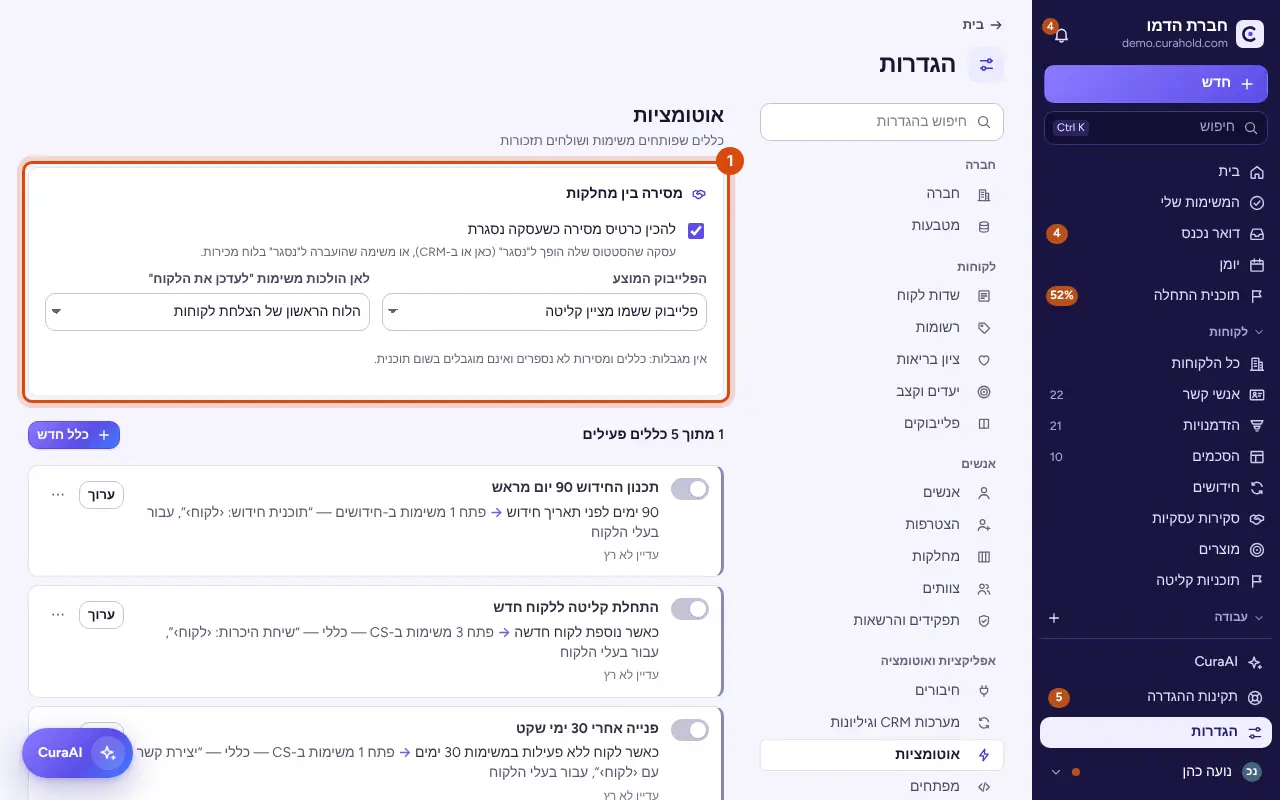 חברת הדמו
demo.curahold.com
4
+ חדש
חיפוש
Ctrl K
בית
המשימות שלי
דואר נכנס
4
יומן
תוכנית התחלה
52%
לקוחות
כל הלקוחות
אנשי קשר
22
הזדמנויות
21
הסכמים
10
חידושים
סקירות עסקיות
מוצרים
תוכניות קליטה
עבודה
+
CuraAI
תקינות ההגדרה
5
הגדרות
נכ
נועה כהן
→ בית
הגדרות
חיפוש בהגדרות
חברה
חברה
מטבעות
לקוחות
שדות לקוח
רשומות
ציון בריאות
יעדים וקצב
פלייבוקים
אנשים
אנשים
הצטרפות
מחלקות
צוותים
תפקידים והרשאות
אפליקציות ואוטומציה
חיבורים
מערכות CRM וגיליונות
אוטומציות
מפתחים
אוטומציות
כללים שפותחים משימות ושולחים תזכורות
1
מסירה בין מחלקות
להכין כרטיס מסירה כשעסקה נסגרת
עסקה שהסטטוס שלה הופך ל"נסגר" (כאן או ב-CRM), או משימה שהועברה ל"נסגר" בלוח מכירות.
הפלייבוק המוצע
לאן הולכות משימות "לעדכן את הלקוח"
פלייבוק ששמו מציין קליטה
הלוח הראשון של הצלחת לקוחות
אין מגבלות: כללים ומסירות לא נספרים ואינם מוגבלים בשום תוכנית.
1 מתוך 5 כללים פעילים
+ כלל חדש
תכנון החידוש 90 יום מראש
90 ימים לפני תאריך חידוש → פתח 1 משימות ב-חידושים — “תוכנית חידוש: ‹לקוח›”, עבור
בעלי הלקוח
עדיין לא רץ
ערוך
...
התחלת קליטה ללקוח חדש
כאשר נוספת לקוח חדשה → פתח 3 משימות ב-CS — כללי — “שיחת היכרות: ‹לקוח›”,
עבור בעלי הלקוח
עדיין לא רץ
ערוך
...
פנייה אחרי 30 ימי שקט
כאשר לקוח ללא פעילות במשימות 30 ימים → פתח 1 משימות ב-CS — כללי — “יצירת קשר
עם ‹לקוח›”, עבור בעלי הלקוח
עדיין לא רץ
CuraAI